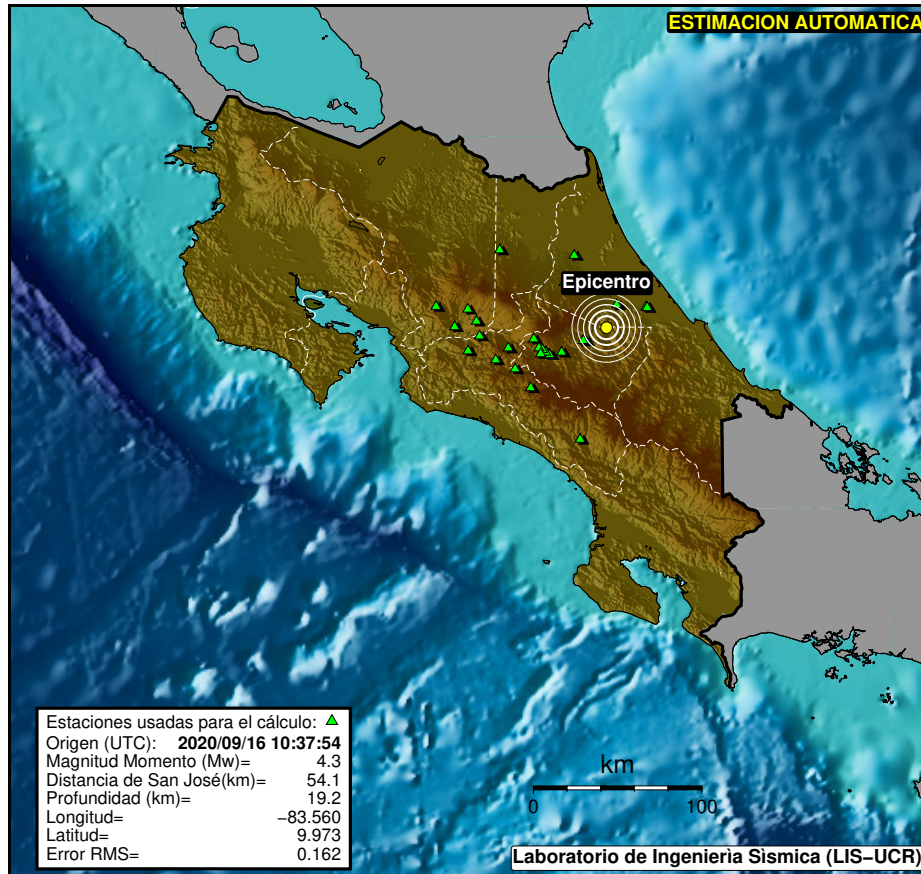 ESTIMACION AUTOMATICA
Epicentro
Estaciones usadas para el cálculo:
Origen (UTC): 2020/09/16 10:37:54
Magnitud Momento (Mw)= 4.3
Distancia de San José(km)= 54.1
Profundidad (km)= 19.2
Longitud= −83.560
Latitud= 9.973
Error RMS= 0.162
km
0 100
Laboratorio de Ingenierìa Sìsmica (LIS−UCR)